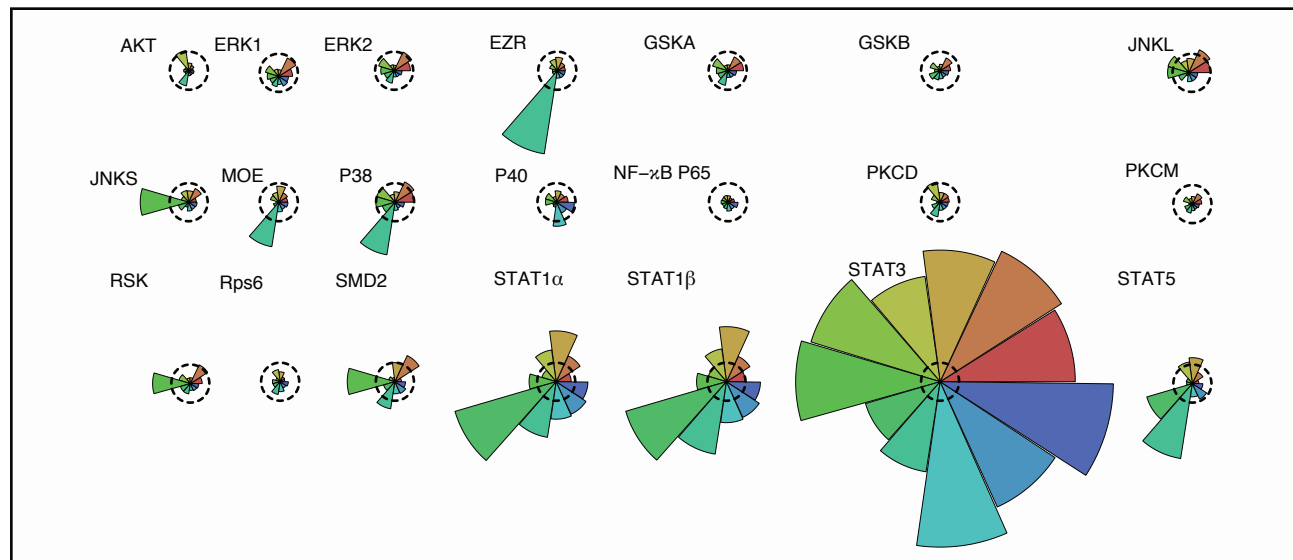 AKT ERK1 ERK2 EZR GSKA GSKB JNKL
JNKS MOE P38 P40 NF−κB P65 PKCD PKCM
RSK Rps6 SMD2 STAT1α STAT1β STAT3 STAT5